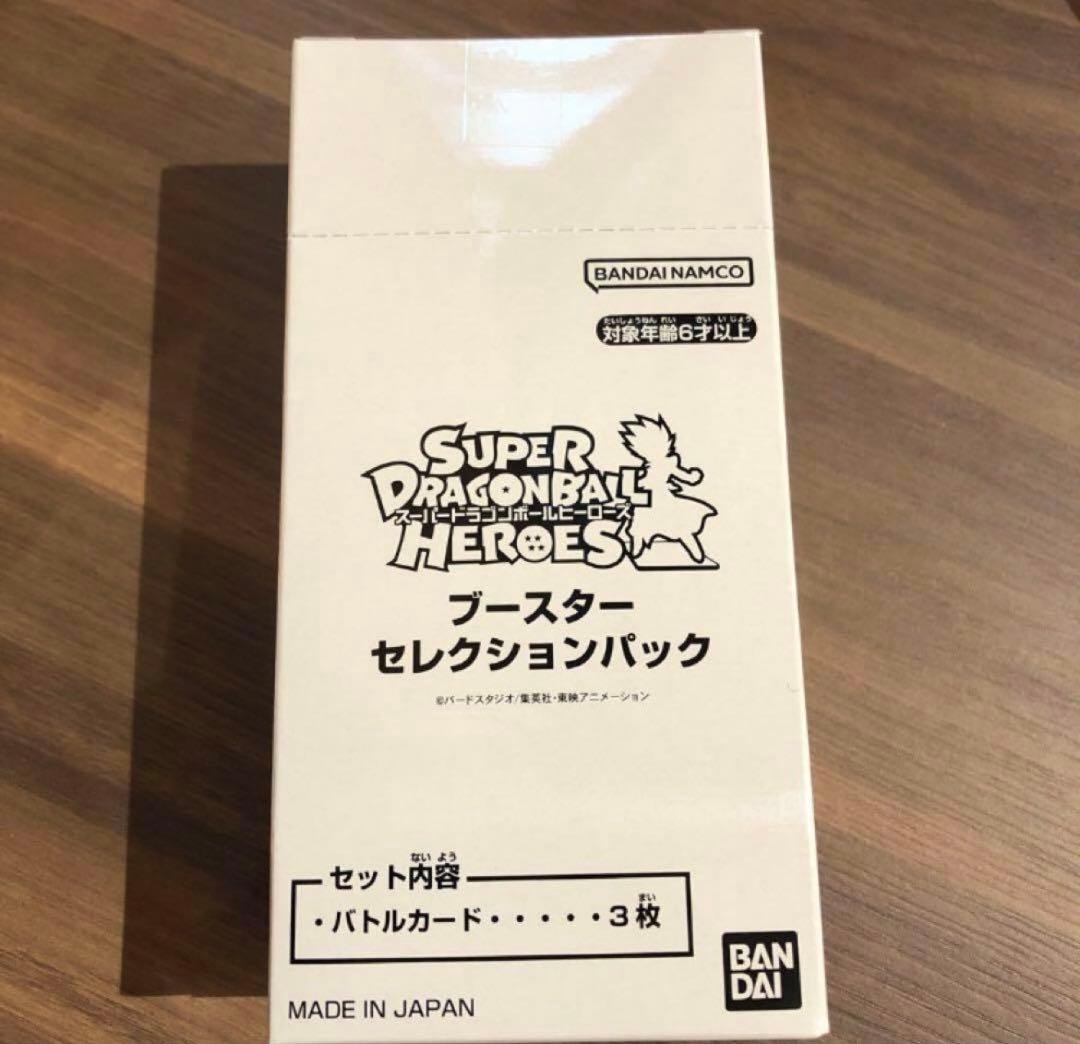 BANDAI NAMCO
たいしょうねんれい さいいじょう
対象年齢6才以上
SUPER
DRAGONBALL
スーパードラゴンボールヒーローズ
HEROES
ブースター
セレクションパック
©バードスタジオ/集英社・東映アニメーション
ないよう
セット内容
まい
・バトルカード・・・・・3枚
BAN
DAI
MADE IN JAPAN